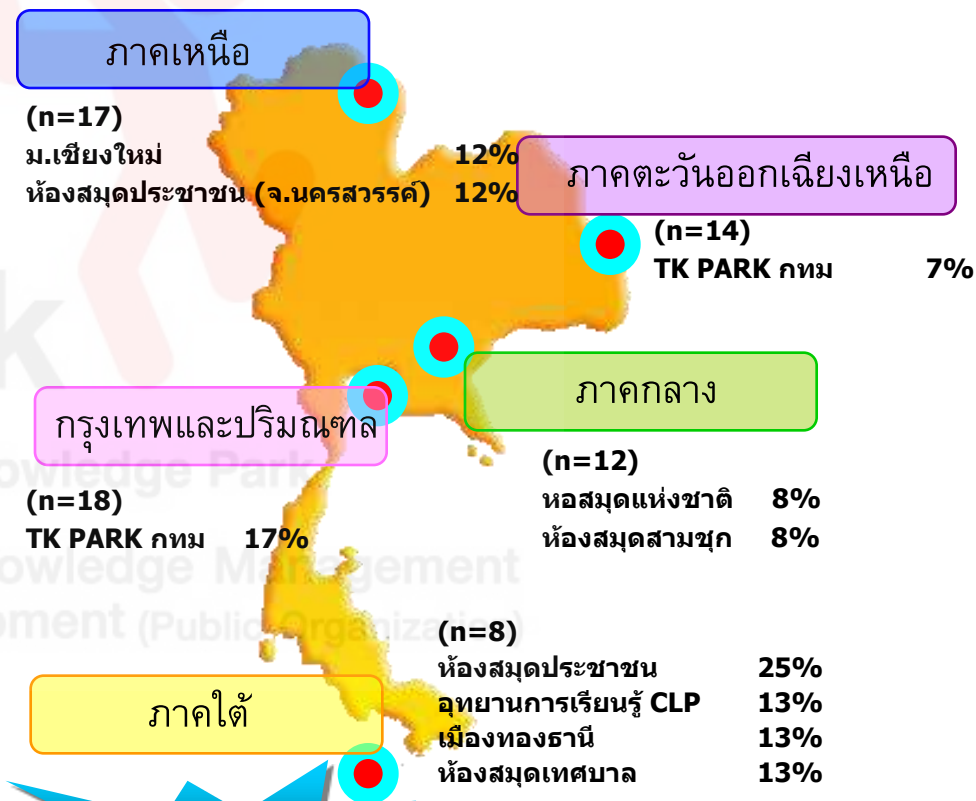 ภาคเหนือ
(n=17)
ม.เชียงใหม่ 12%
ห้องสมุดประชาชน (จ.นครสวรรค์) 12%
ภาคตะวันออกเฉียงเหนือ
(n=14)
TK PARK กทม 7%
ภาคกลาง
(n=12)
หอสมุดแห่งชาติ 8%
ห้องสมุดสามชุก 8%
กรุงเทพและปริมณฑล
(n=18)
TK PARK กทม 17%
ภาคใต้
(n=8)
ห้องสมุดประชาชน 25%
อุทยานการเรียนรู้ CLP 13%
เมืองทองธานี 13%
ห้องสมุดเทศบาล 13%
k
owledge Park
owledge Management
opment (Public Organization)